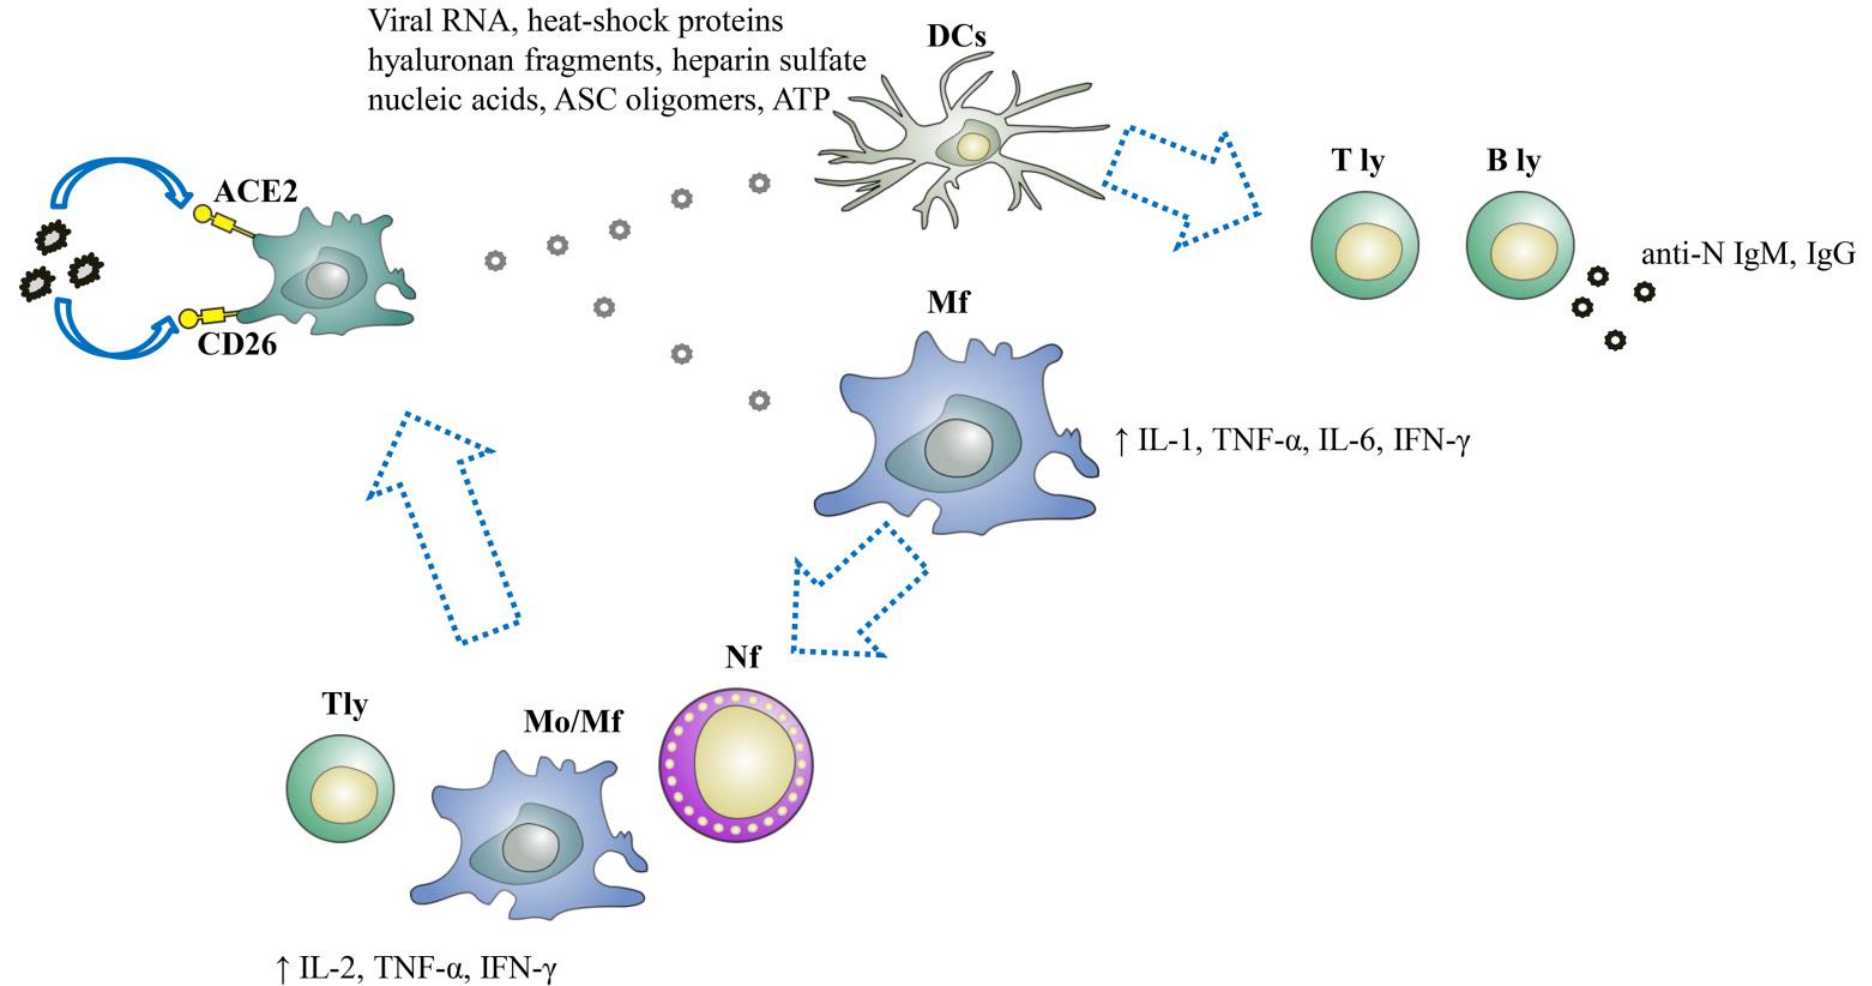 Viral RNA, heat-shock proteins
hyaluronan fragments, heparin sulfate
nucleic acids, ASC oligomers, ATP
DCs
T ly
B ly
ACE2
anti-N IgM, IgG
CD26
Mf
↑ IL-1, TNF-α, IL-6, IFN-γ
Nf
Tly
Mo/Mf
↑ IL-2, TNF-α, IFN-γ